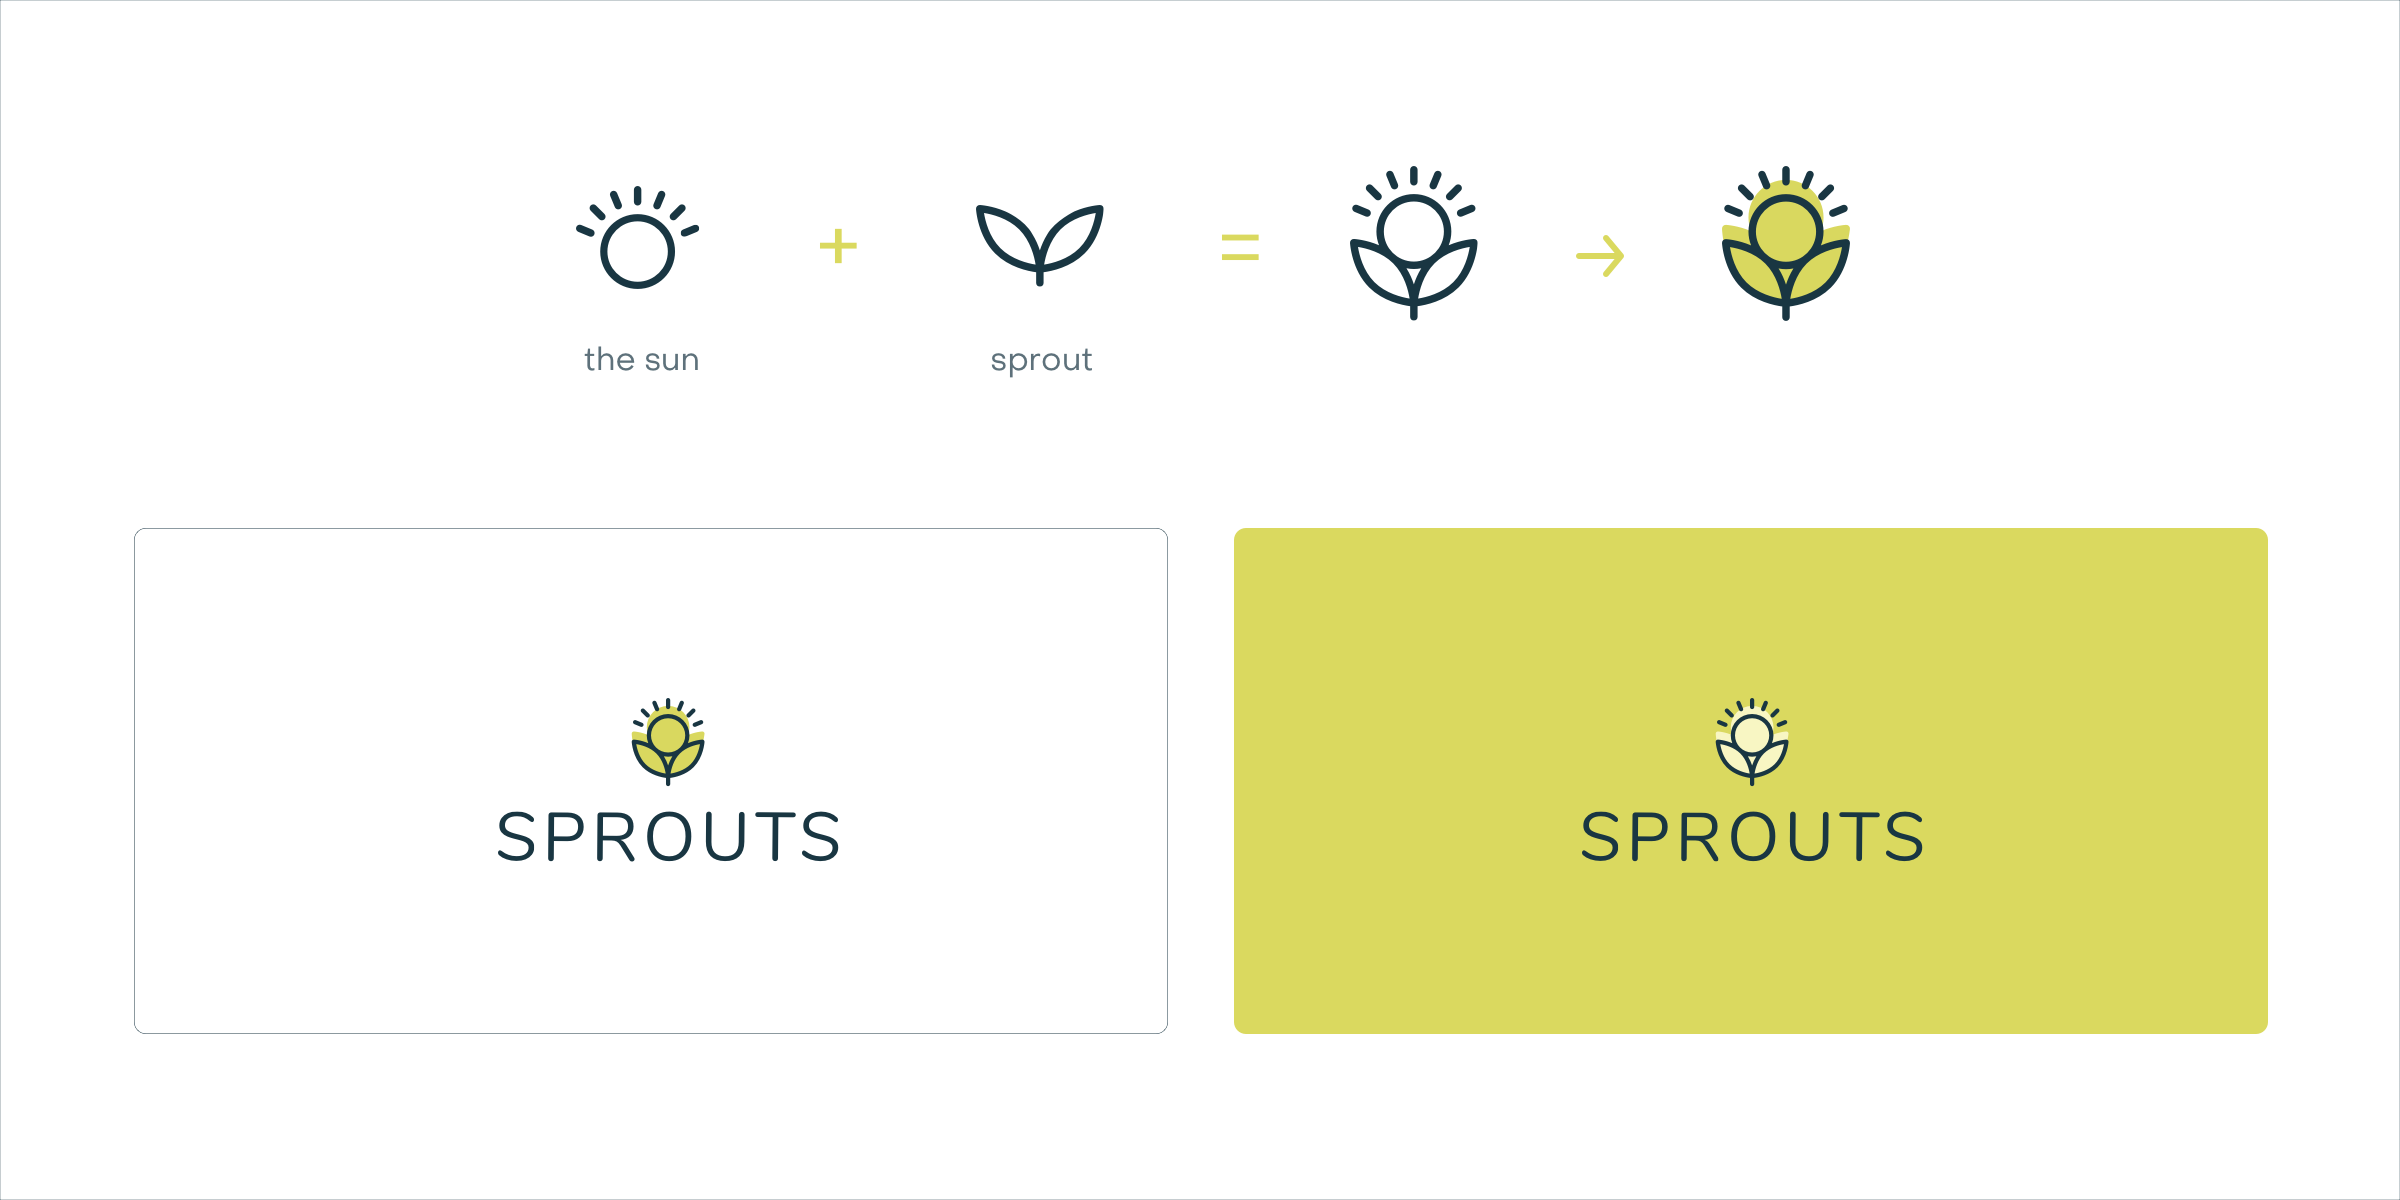 the sun
+
sprout
=
→
SPROUTS
SPROUTS